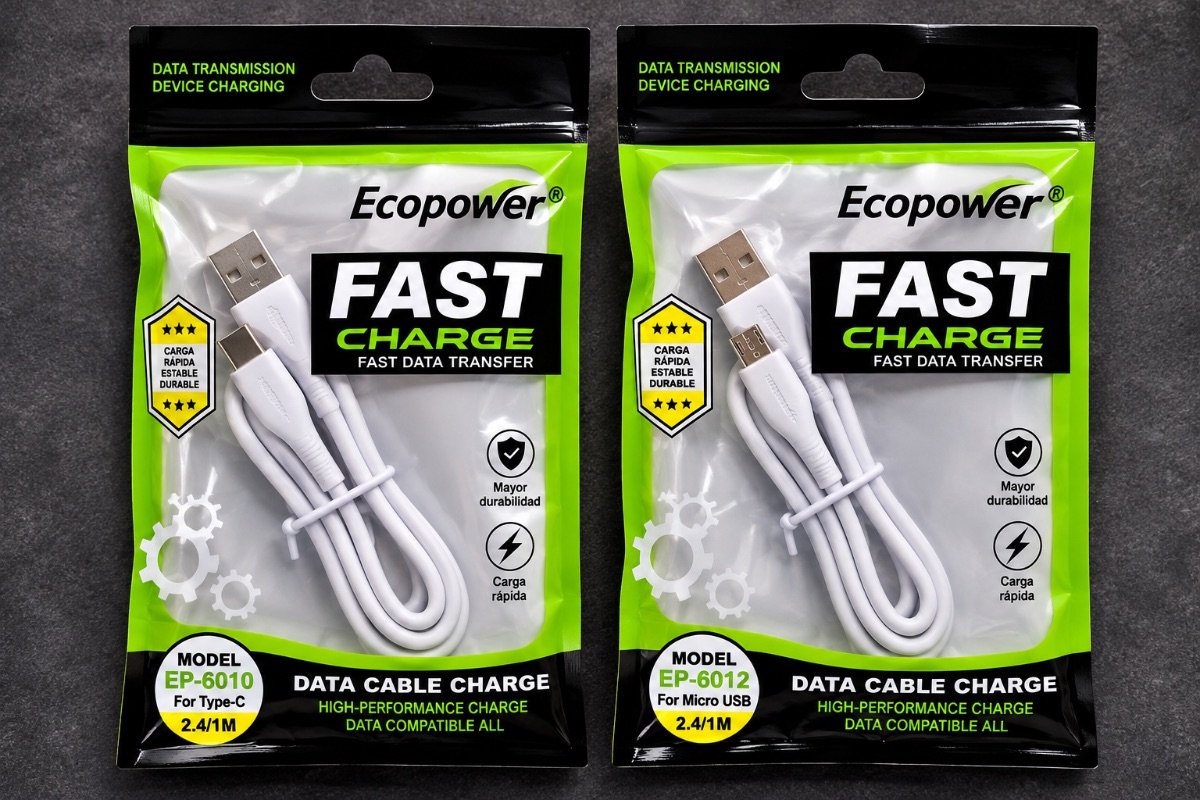 DATA TRANSMISSION
DEVICE CHARGING
Ecopower®
FAST
CHARGE
FAST DATA TRANSFER
CARGA
RÁPIDA
ESTABLE
DURABLE
Mayor
durabilidad
Carga
rápida
MODEL
EP-6010
For Type-C
2.4/1M
DATA CABLE CHARGE
HIGH-PERFORMANCE CHARGE
DATA COMPATIBLE ALL
DATA TRANSMISSION
DEVICE CHARGING
Ecopower®
FAST
CHARGE
FAST DATA TRANSFER
CARGA
RÁPIDA
ESTABLE
DURABLE
Mayor
durabilidad
Carga
rápida
MODEL
EP-6012
For Micro USB
2.4/1M
DATA CABLE CHARGE
HIGH-PERFORMANCE CHARGE
DATA COMPATIBLE ALL